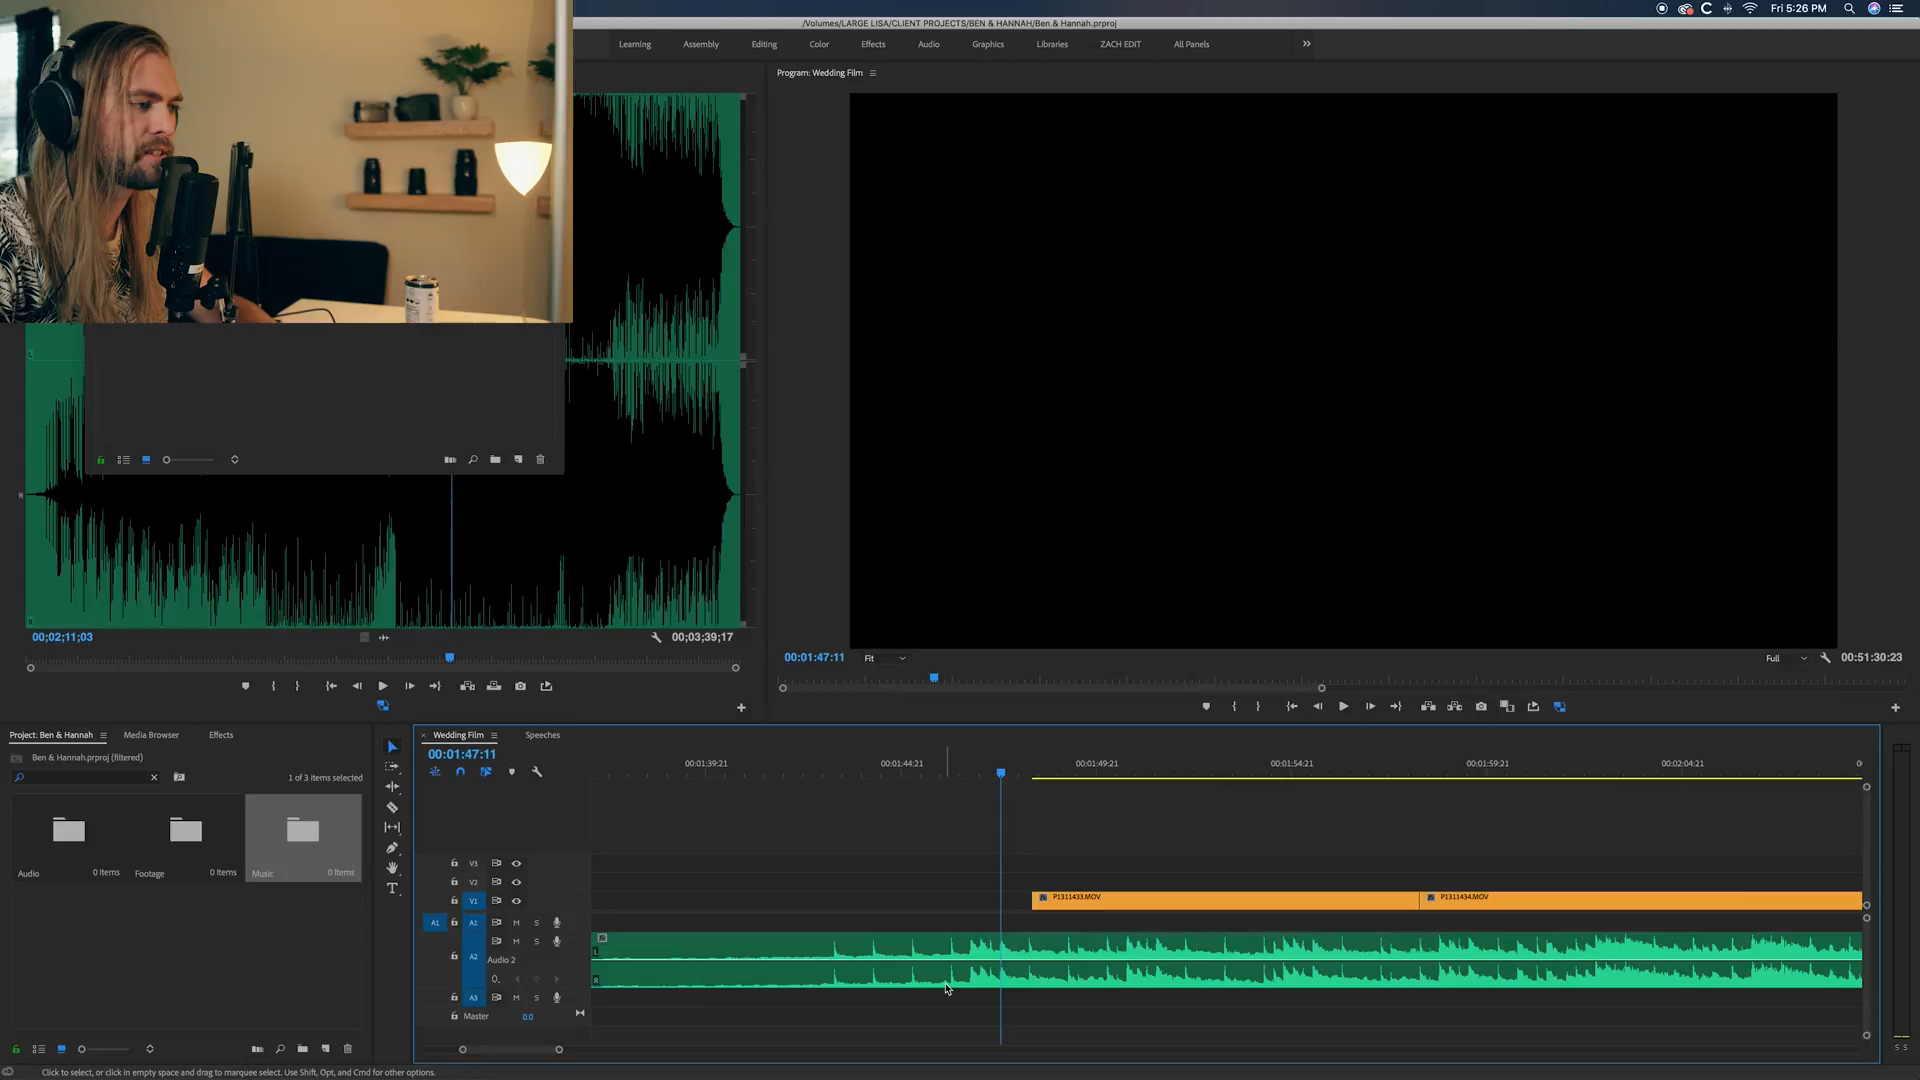 Fri 5:26 PM
/Volumes/LARGE LISA/CLIENT PROJECTS/BEN & HANNAH/Ben & Hannah.prproj
Learning
Assembly
Editing
Color
Effects
Audio
Graphics
Libraries
ZACH EDIT
All Panels
Program: Wedding Film
L
R
R
00;02;11;03
00;03;39;17
00:01:47:11
Fit
Full
00:51:30:23
Project: Ben & Hannah
Media Browser
Effects
Ben & Hannah.prproj (filtered)
1 of 3 items selected
Audio
0 Items
Footage
0 Items
Music
0 Items
Wedding Film
Speeches
00:01:47:11
00:01:39:21
00:01:44:21
00:01:49:21
00:01:54:21
00:01:59:21
00:02:04:21
V3
V2
V1
P1311433.MOV
P1311434.MOV
A1
A1
M
S
M
S
A2
Audio 2
L
R
A3
M
S
Master
0.0
S S
Click to select, or click in empty space and drag to marquee select. Use Shift, Opt, and Cmd for other options.